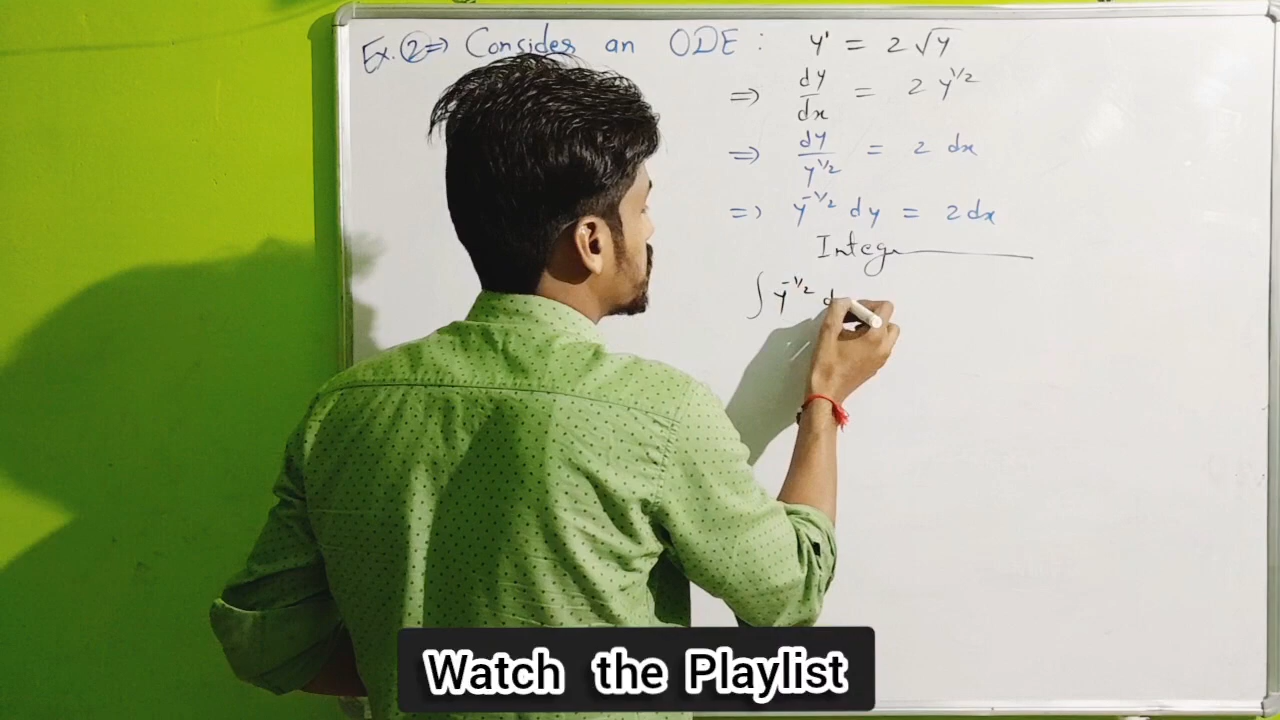 Ex. ② ⇒ Consider an ODE : y' = 2√y
⇒ dy/dx = 2 y^1/2
⇒ dy/y^1/2 = 2 dx
⇒ y^-1/2 dy = 2dx
Integ
∫ y^-1/2 d
Watch the Playlist